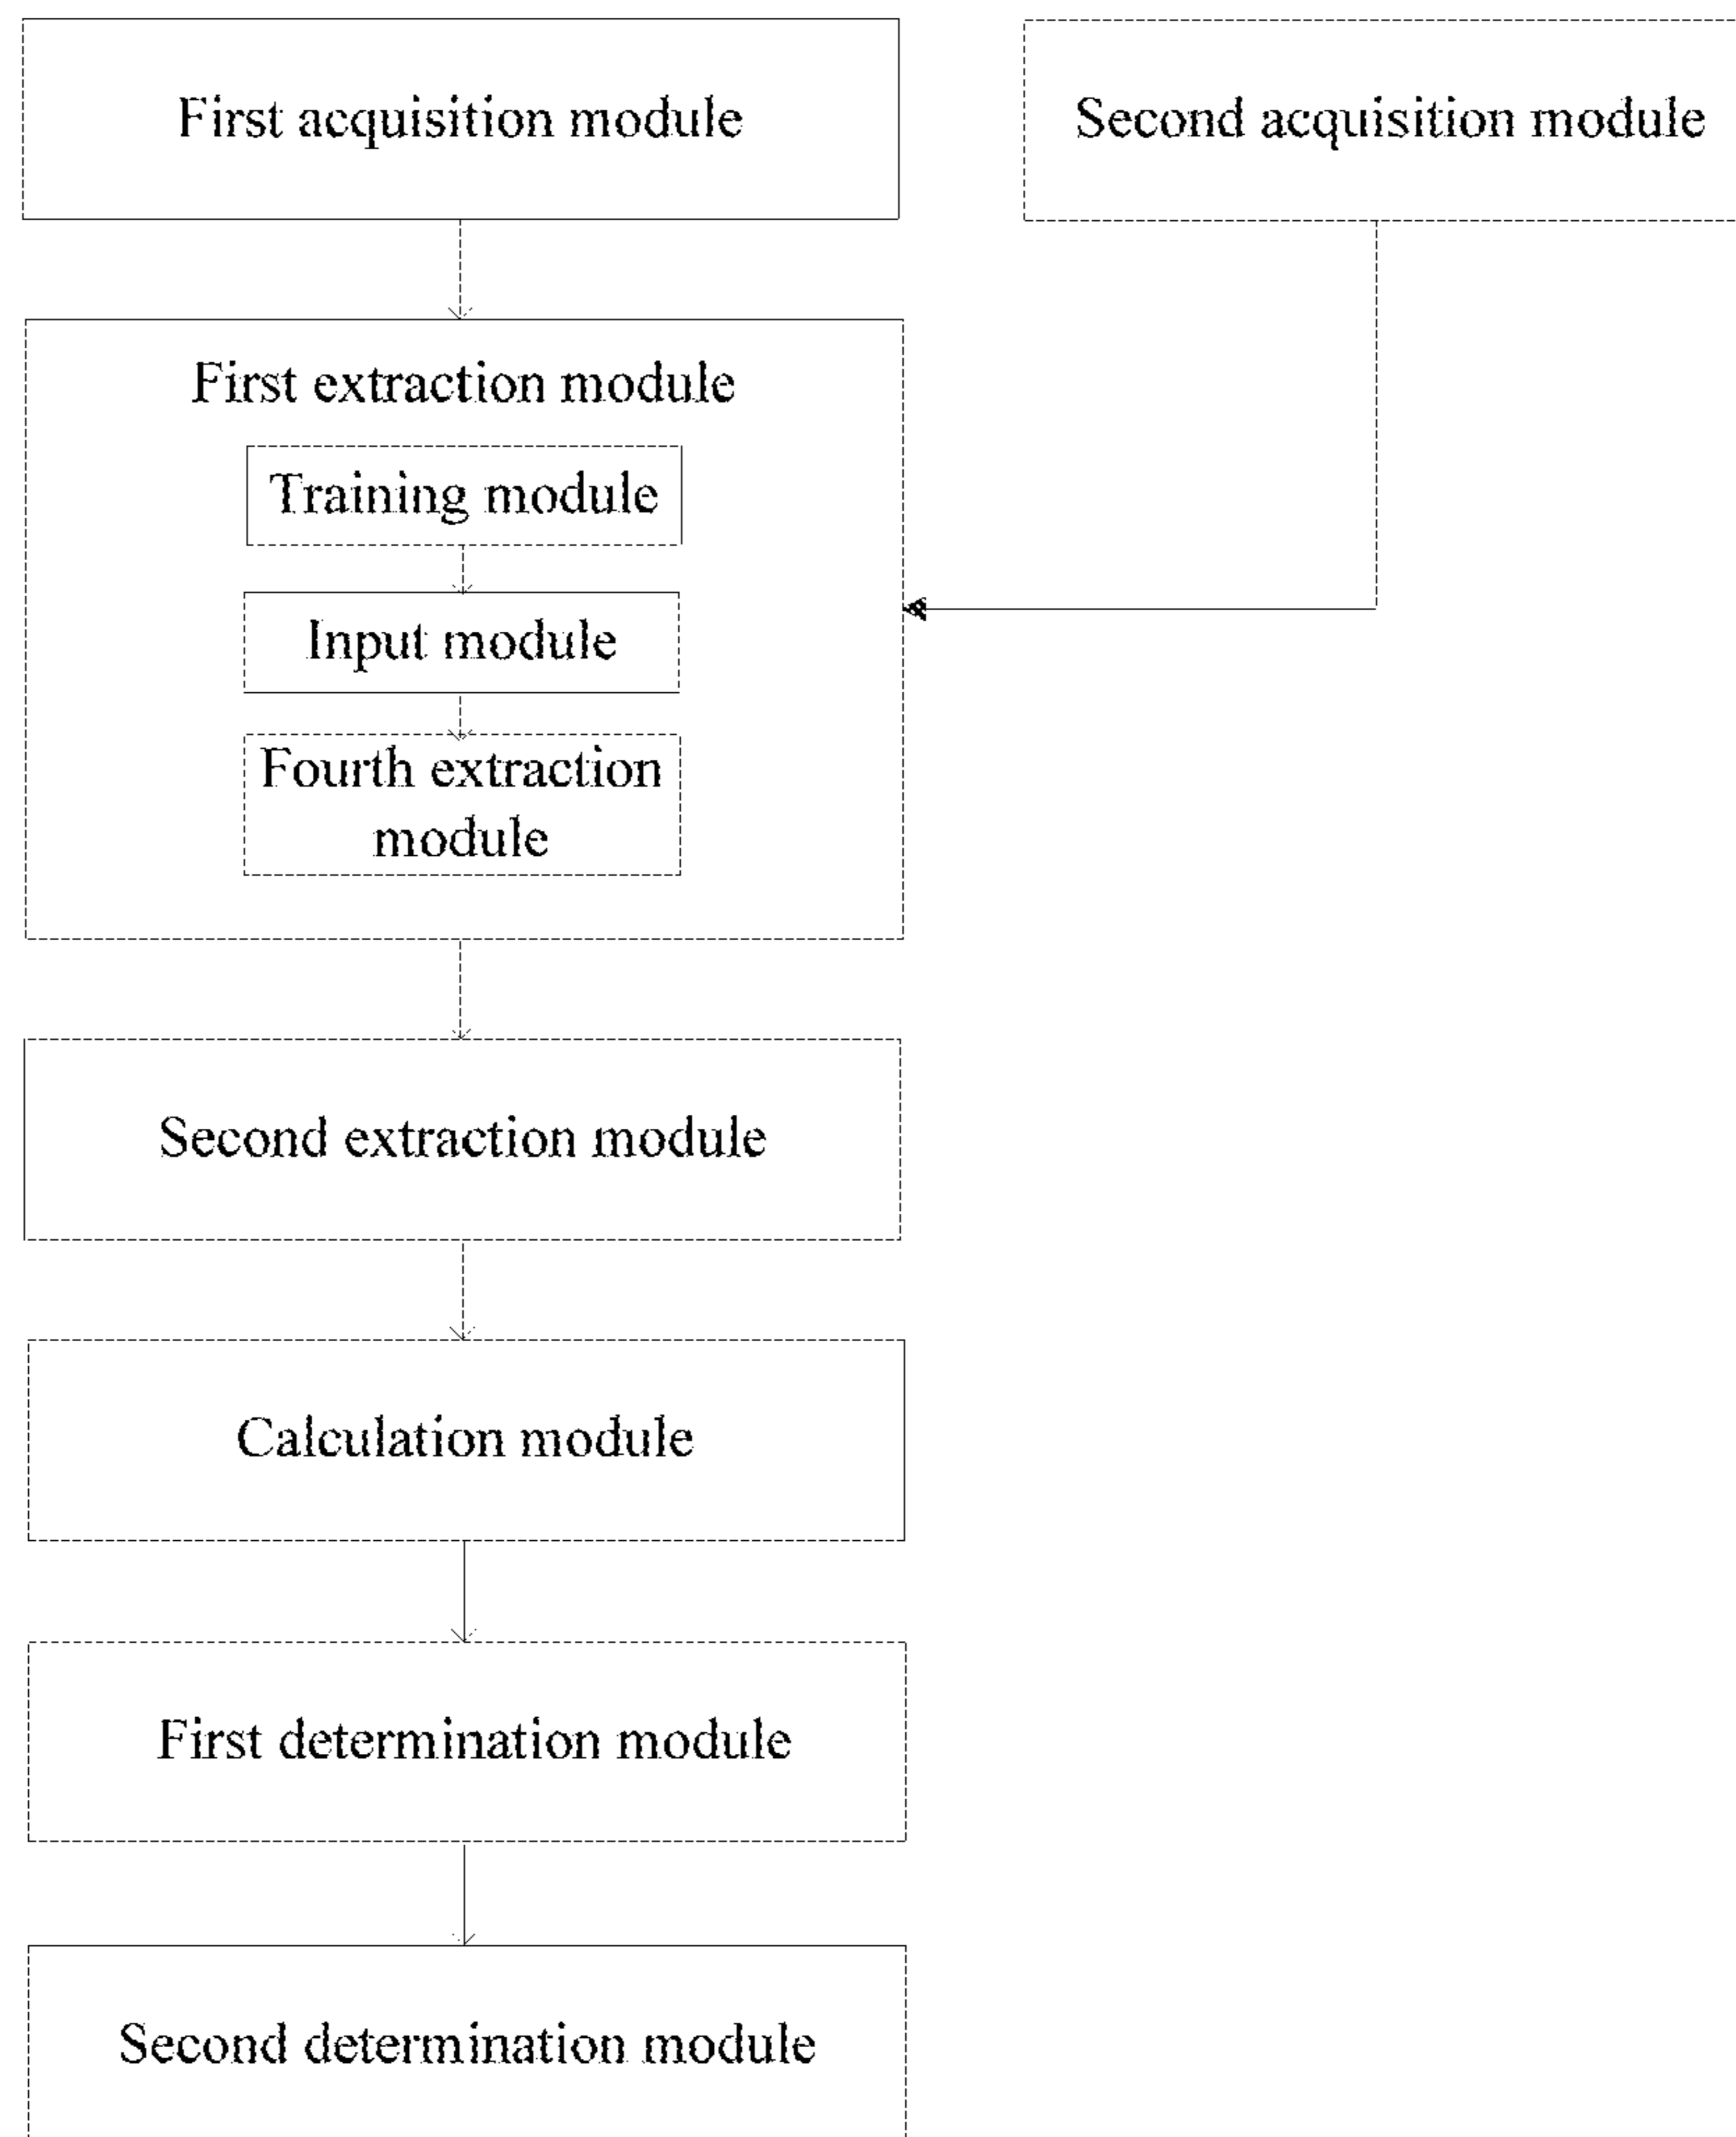 First acquisition module
Second acquisition module
First extraction module
Training module
Input module
Fourth extraction
module
Second extraction module
Calculation module
First determination module
Second determination module